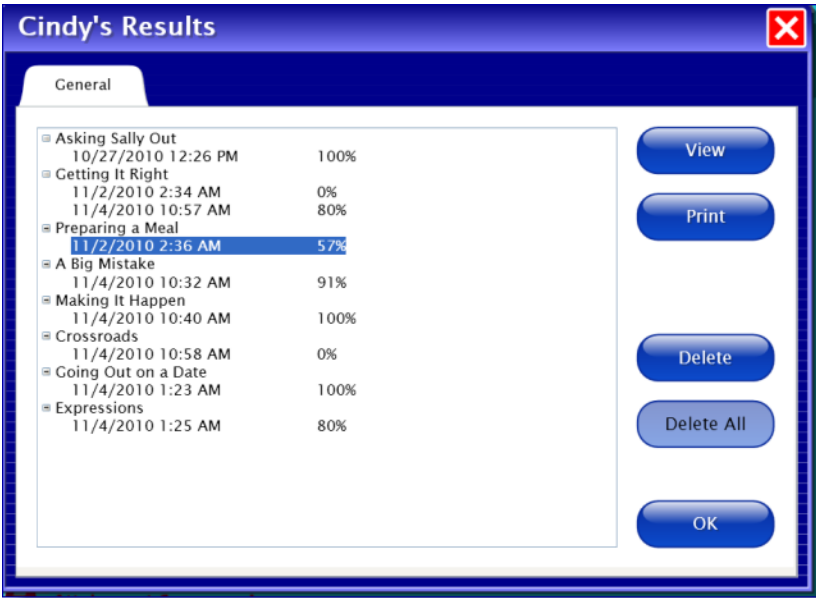 Cindy's Results
General
Asking Sally Out
10/27/2010 12:26 PM 100%
Getting It Right
11/2/2010 2:34 AM 0%
11/4/2010 10:57 AM 80%
Preparing a Meal
11/2/2010 2:36 AM 57%
A Big Mistake
11/4/2010 10:32 AM 91%
Making It Happen
11/4/2010 10:40 AM 100%
Crossroads
11/4/2010 10:58 AM 0%
Going Out on a Date
11/4/2010 1:23 AM 100%
Expressions
11/4/2010 1:25 AM 80%
View
Print
Delete
Delete All
OK